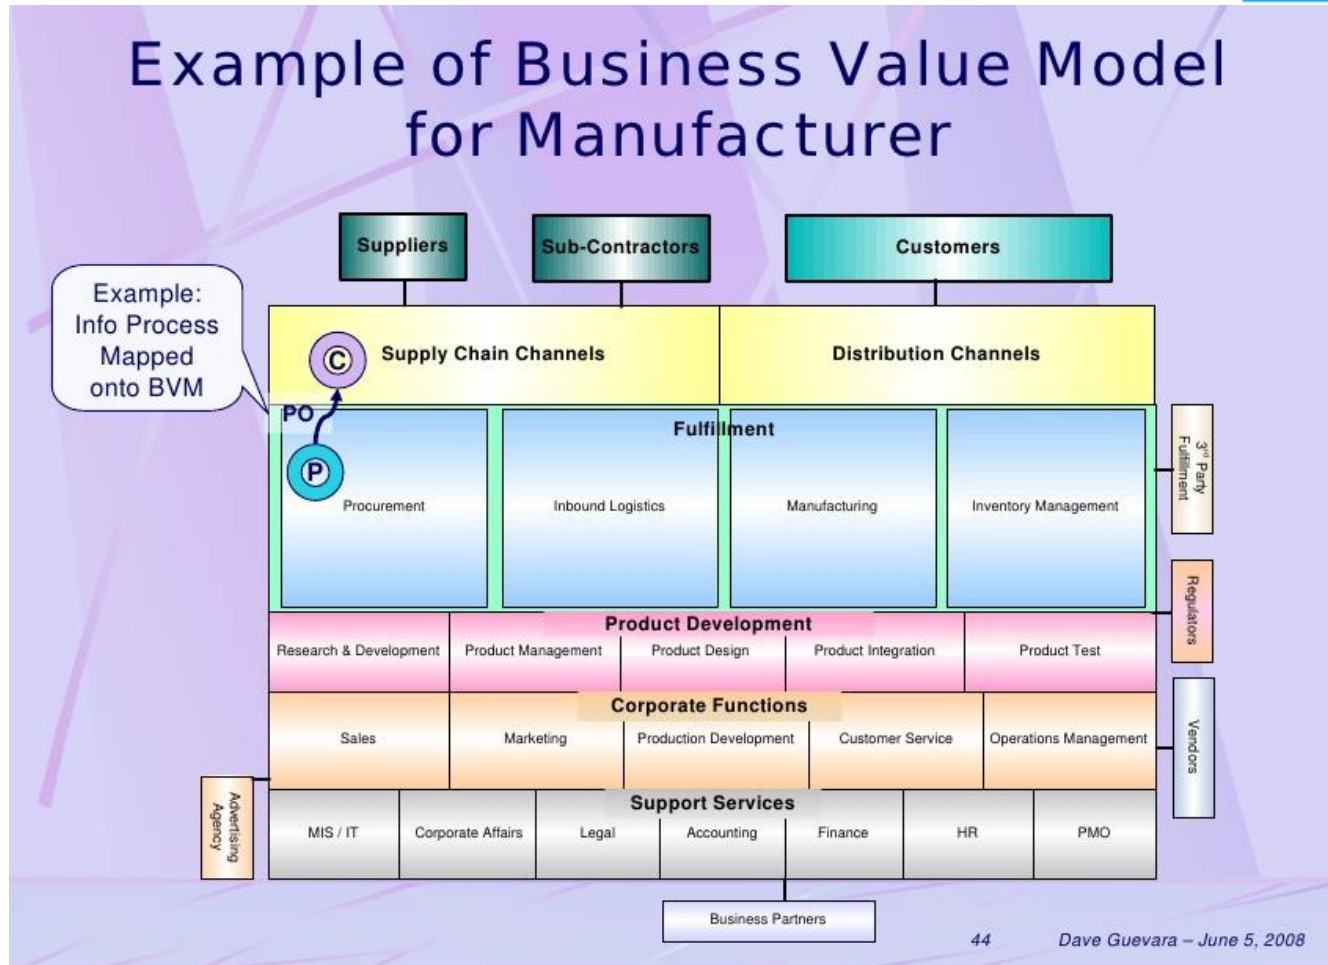 Example of Business Value Model
for Manufacturer
Suppliers
Sub-Contractors
Customers
Example:
Info Process
Mapped
onto BVM
C
Supply Chain Channels
Distribution Channels
PO
Fulfillment
P
Procurement
Inbound Logistics
Manufacturing
Inventory Management
3rd Party
Fulfillment
Product Development
Research & Development
Product Management
Product Design
Product Integration
Product Test
Regulators
Corporate Functions
Sales
Marketing
Production Development
Customer Service
Operations Management
Vendors
Advertising
Agency
Support Services
MIS / IT
Corporate Affairs
Legal
Accounting
Finance
HR
PMO
Business Partners
44
Dave Guevara – June 5, 2008